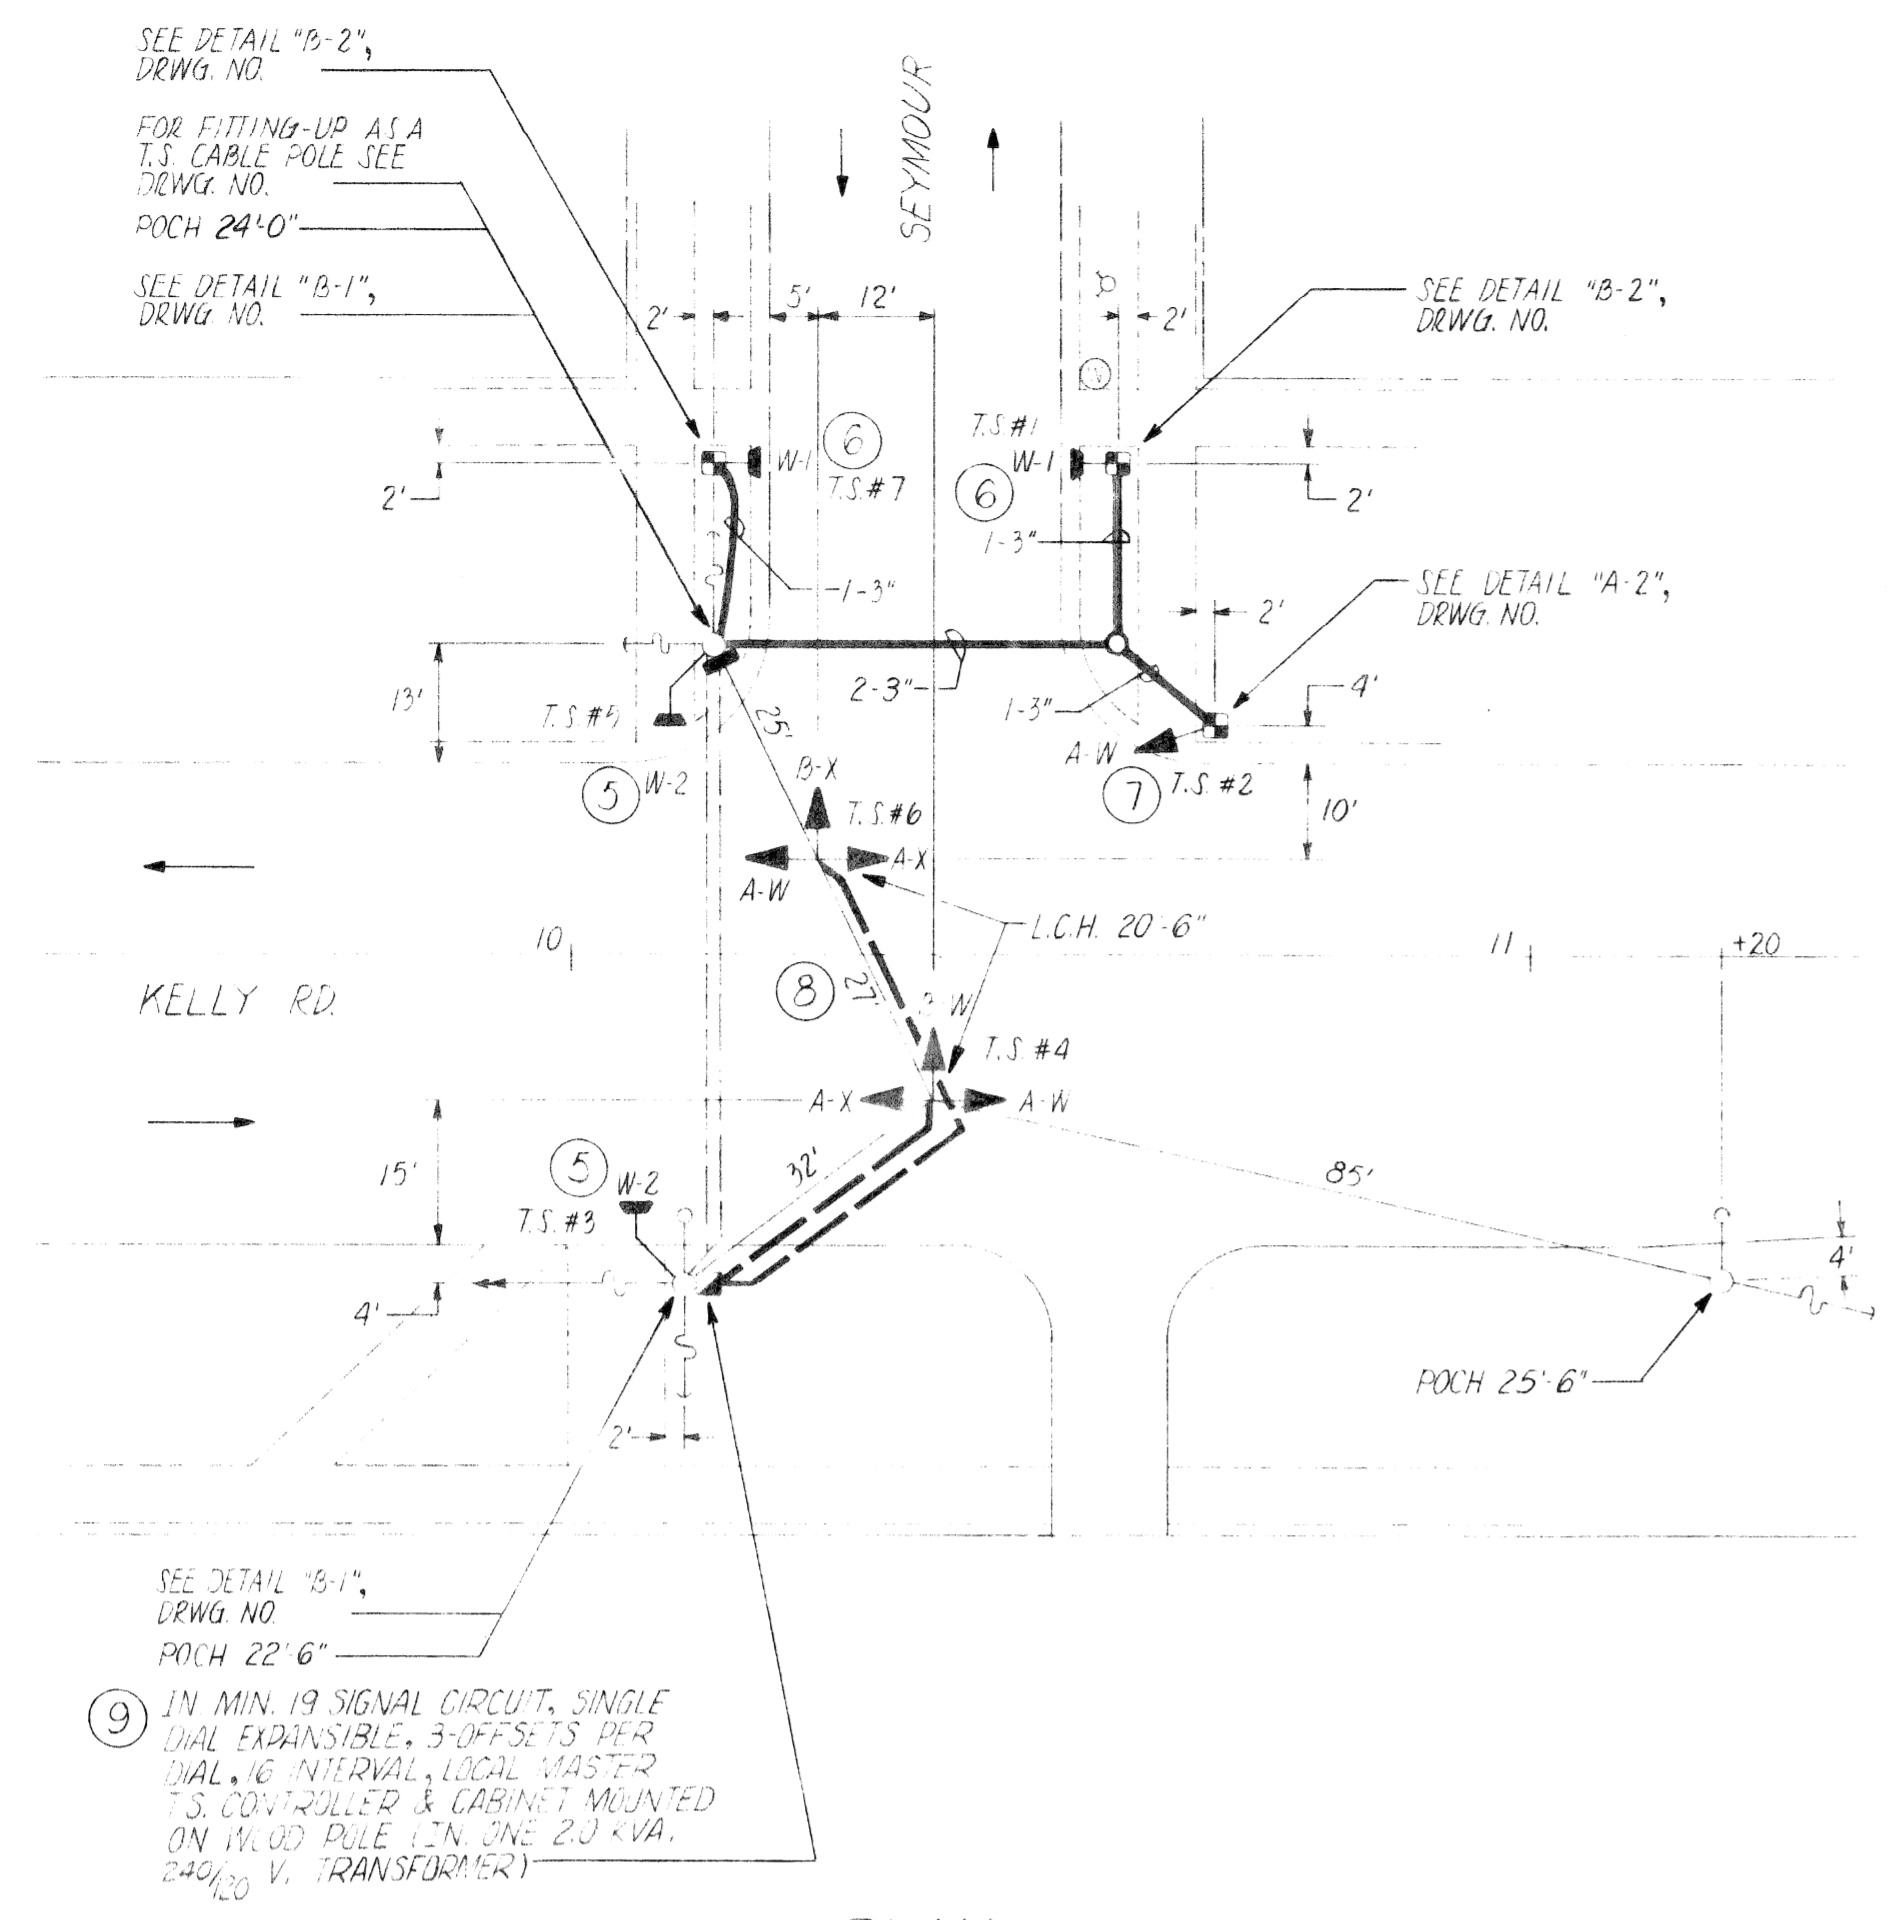 SEE DETAIL "B-2",
DRWG. NO.
FOR FITTING-UP AS A
T.S. CABLE POLE SEE
DRWG. NO.
POCH 24'-0"
SEE DETAIL "B-1",
DRWG. NO.
SEYMOUR
2'
5'
12'
2'
SEE DETAIL "B-2",
DRWG. NO.
2'
W-1
6
T.S.#7
T.S.#1
W-1
6
2'
1-3"
1-3"
SEE DETAIL "A-2",
DRWG. NO.
2'
13'
T.S.#5
5
W-2
25'
2-3"
1-3"
4'
A-W
7
T.S.#2
10'
B-X
T.S.#6
A-X
A-W
L.C.H. 20'-6"
10
11
+20
KELLY RD.
8
27'
B-W
T.S.#4
A-X
A-W
15'
5
W-2
T.S.#3
32'
85'
4'
4'
2'
POCH 25'-6"
SEE DETAIL "B-1",
DRWG. NO.
POCH 22'-6"
9
IN. MIN. 19 SIGNAL CIRCUIT, SINGLE
DIAL EXPANSIBLE, 3-OFFSETS PER
DIAL, 16 INTERVAL, LOCAL MASTER
T.S. CONTROLLER & CABINET MOUNTED
ON WOOD POLE (IN. ONE 2.0 KVA.
240/120 V. TRANSFORMER)